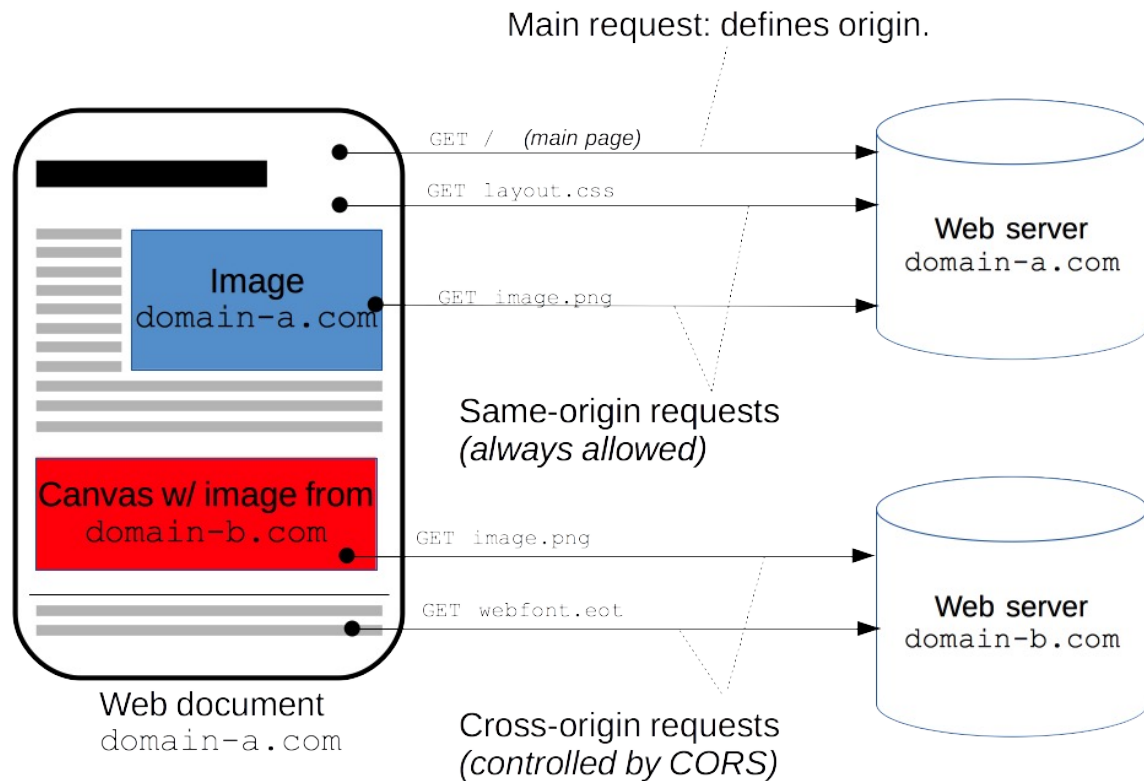 Main request: defines origin.
GET / (main page)
GET layout.css
Web server
domain-a.com
Image
domain-a.com
GET image.png
Same-origin requests
(always allowed)
Canvas w/ image from
domain-b.com
GET image.png
GET webfont.eot
Web server
domain-b.com
Web document
domain-a.com
Cross-origin requests
(controlled by CORS)